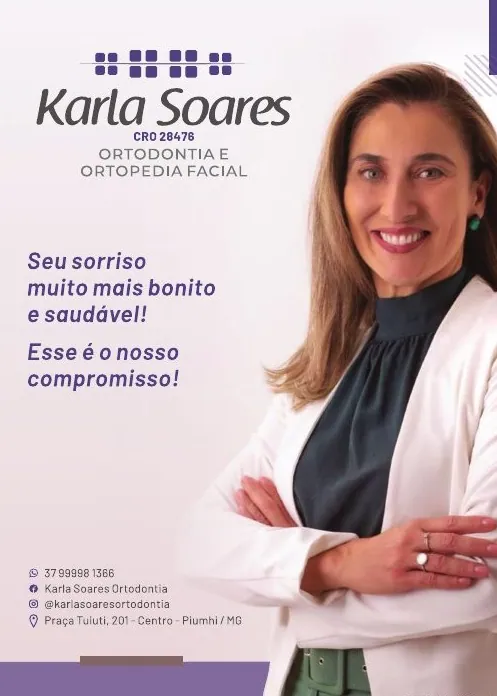 Karla Soares
CRO 28476
ORTODONTIA E
ORTOPEDIA FACIAL
Seu sorriso
muito mais bonito
e saudável!
Esse é o nosso
compromisso!
37 99998 1366
Karla Soares Ortodontia
@karlasoaresortodontia
Praça Tuiuti, 201 - Centro - Piumhi / MG